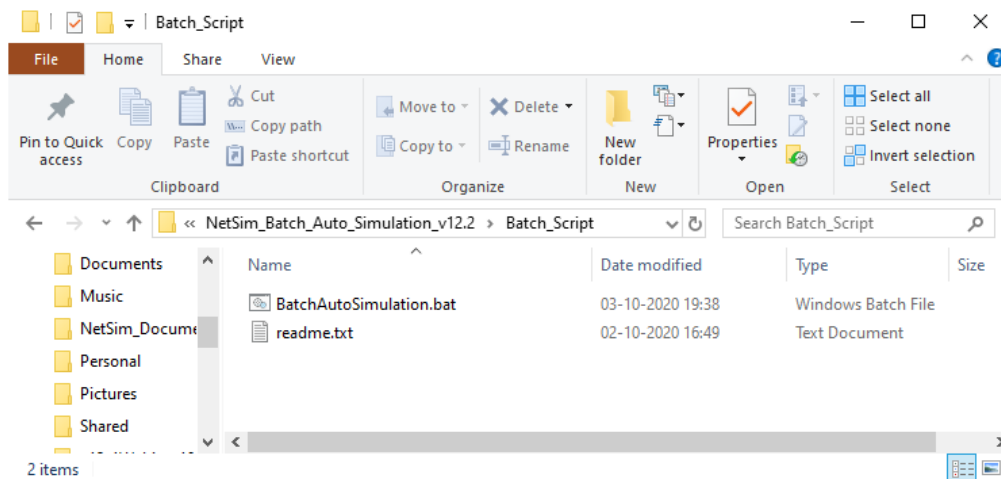 Batch_Script
File Home Share View
Pin to Quick access
Copy
Paste
Cut
Copy path
Paste shortcut
Clipboard
Move to
Copy to
Delete
Rename
Organize
New folder
New
Properties
Open
Select all
Select none
Invert selection
Select
« NetSim_Batch_Auto_Simulation_v12.2 > Batch_Script
Search Batch_Script
Name Date modified Type Size
Documents
Music
NetSim_Docume
Personal
Pictures
Shared
BatchAutoSimulation.bat 03-10-2020 19:38 Windows Batch File
readme.txt 02-10-2020 16:49 Text Document
2 items